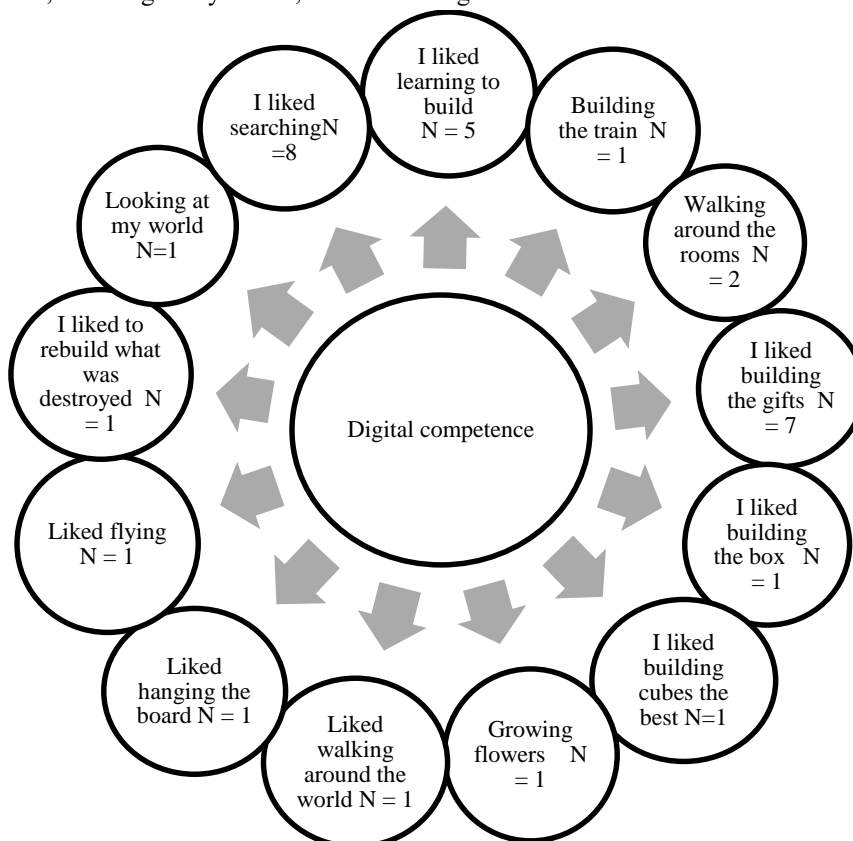 I liked
learning to
build
N = 5
Building
the train N
= 1
Walking
around the
rooms N
= 2
I liked
building
the gifts N
= 7
I liked
building
the box N
= 1
I liked
building
cubes the
best N=1
Growing
flowers N
= 1
Liked
walking
around the
world N = 1
Liked
hanging the
board N = 1
Liked flying
N = 1
I liked to
rebuild what
was
destroyed N
= 1
Looking at
my world
N=1
I liked
searchingN
=8
Digital competence